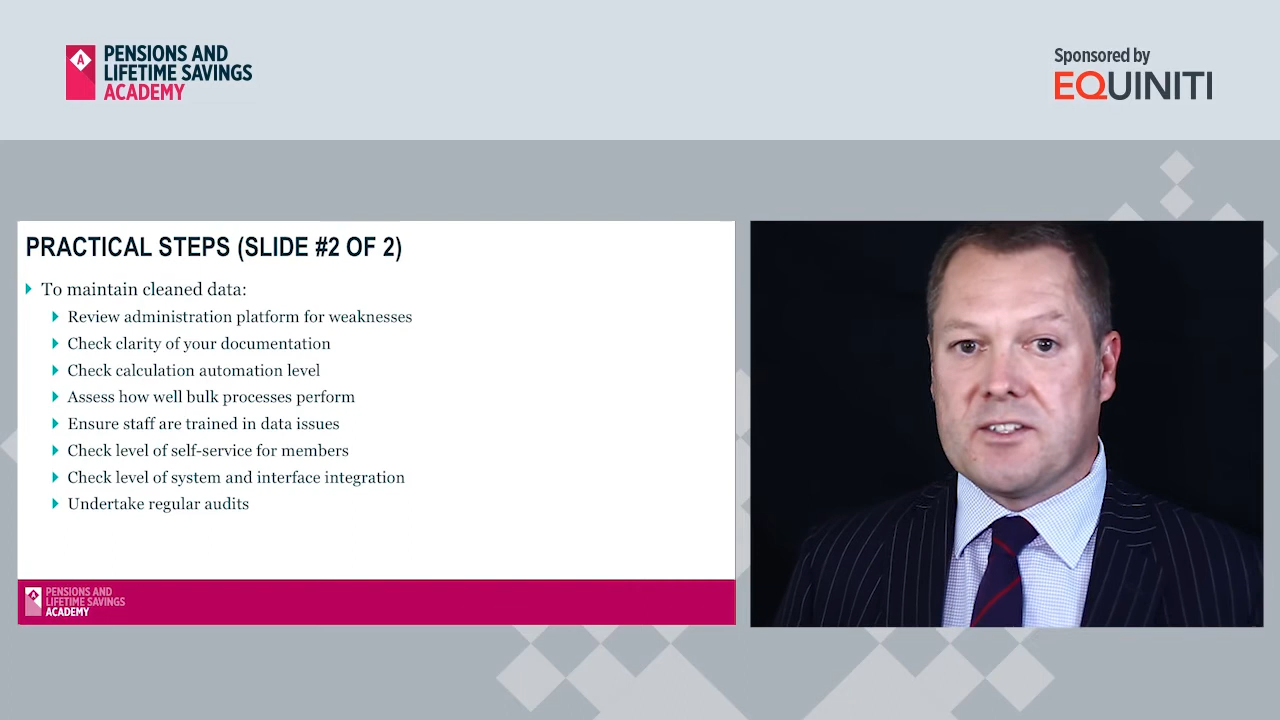 PENSIONS AND
LIFETIME SAVINGS
ACADEMY
Sponsored by
EQUINITI
PRACTICAL STEPS (SLIDE #2 OF 2)
To maintain cleaned data:
Review administration platform for weaknesses
Check clarity of your documentation
Check calculation automation level
Assess how well bulk processes perform
Ensure staff are trained in data issues
Check level of self-service for members
Check level of system and interface integration
Undertake regular audits
PENSIONS AND
LIFETIME SAVINGS
ACADEMY